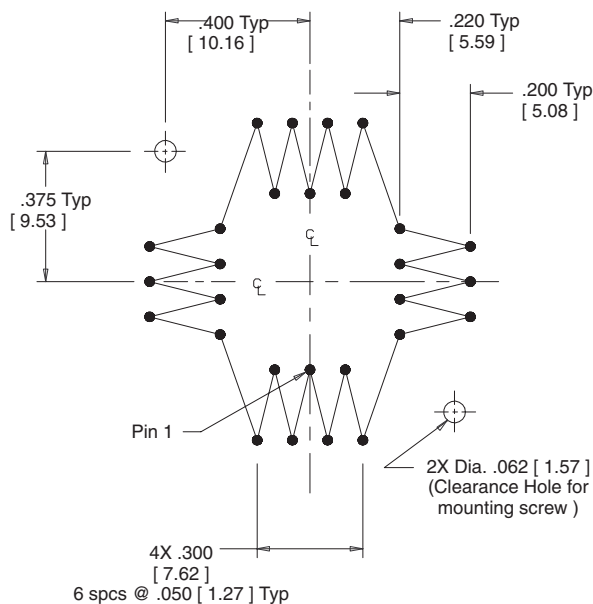 .400 Typ
[ 10.16 ]
.220 Typ
[ 5.59 ]
.200 Typ
[ 5.08 ]
.375 Typ
[ 9.53 ]
℄
℄
Pin 1
2X Dia. .062 [ 1.57 ]
(Clearance Hole for
mounting screw )
4X .300
[ 7.62 ]
6 spcs @ .050 [ 1.27 ] Typ